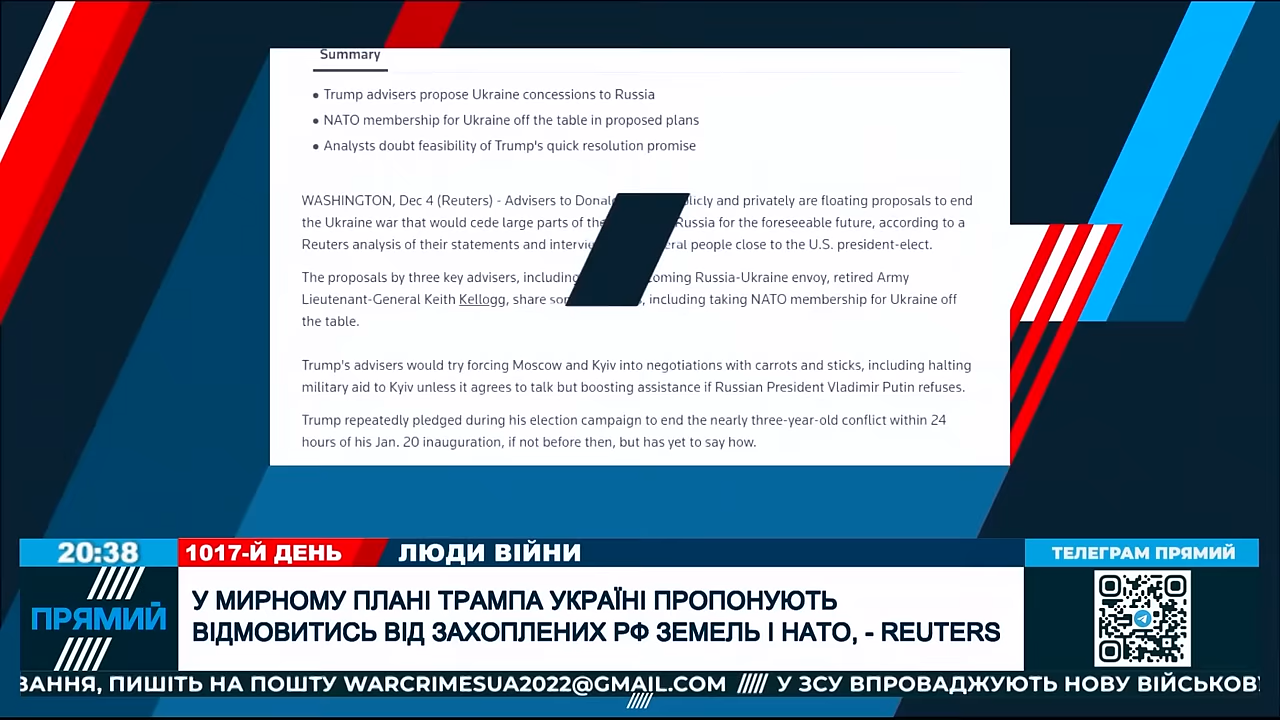 Summary
• Trump advisers propose Ukraine concessions to Russia
• NATO membership for Ukraine off the table in proposed plans
• Analysts doubt feasibility of Trump's quick resolution promise
WASHINGTON, Dec 4 (Reuters) - Advisers to and privately are floating proposals to end
the Ukraine war that would cede large parts of Russia for the foreseeable future, according to a
Reuters analysis of their statements and people close to the U.S. president-elect.
The proposals by three key advisers, including Russia-Ukraine envoy, retired Army
Lieutenant-General Keith Kellogg, share , including taking NATO membership for Ukraine off
the table.
Trump's advisers would try forcing Moscow and Kyiv into negotiations with carrots and sticks, including halting
military aid to Kyiv unless it agrees to talk but boosting assistance if Russian President Vladimir Putin refuses.
Trump repeatedly pledged during his election campaign to end the nearly three-year-old conflict within 24
hours of his Jan. 20 inauguration, if not before then, but has yet to say how.
20:38 1017-Й ДЕНЬ ЛЮДИ ВІЙНИ ТЕЛЕГРАМ ПРЯМИЙ
ПРЯМИЙ
У МИРНОМУ ПЛАНІ ТРАМПА УКРАЇНІ ПРОПОНУЮТЬ
ВІДМОВИТИСЬ ВІД ЗАХОПЛЕНИХ РФ ЗЕМЕЛЬ І НАТО, - REUTERS
ВАННЯ, ПИШІТЬ НА ПОШТУ WARCRIMESUA2022@GMAIL.COM //// У ЗСУ ВПРОВАДЖУЮТЬ НОВУ ВІЙСЬКОВ